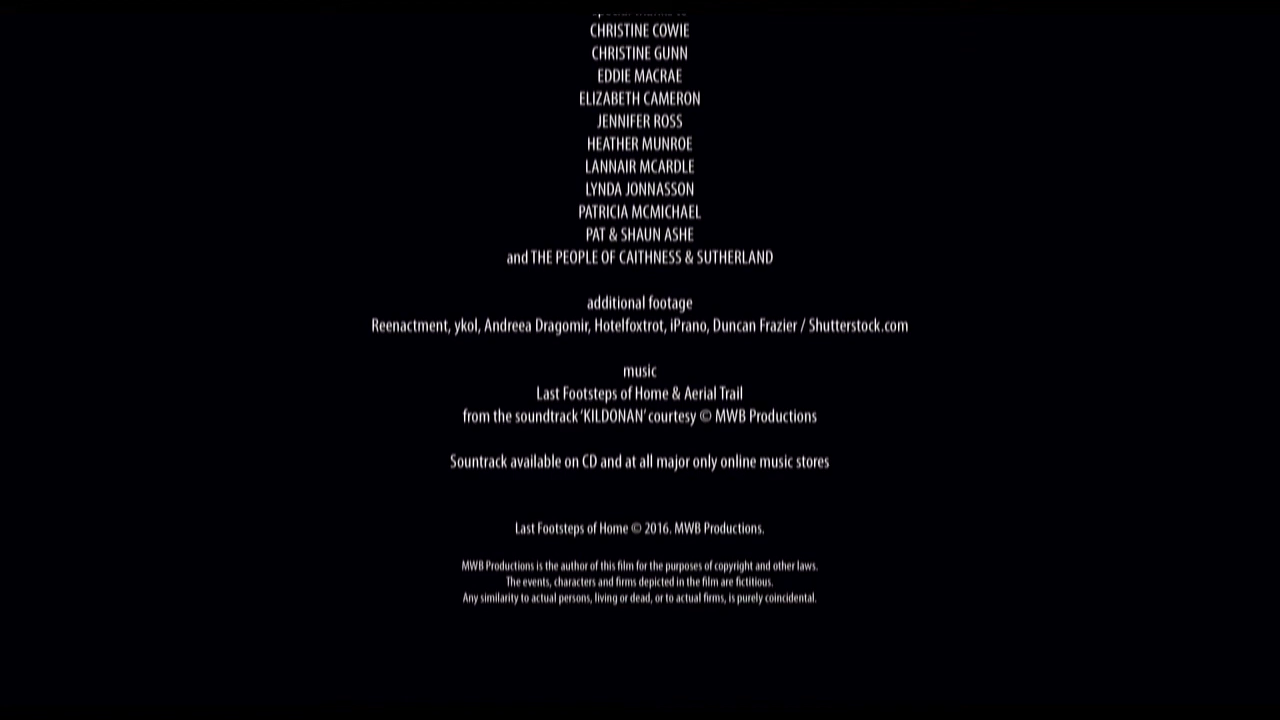 CHRISTINE COWIE
CHRISTINE GUNN
EDDIE MACRAE
ELIZABETH CAMERON
JENNIFER ROSS
HEATHER MUNROE
LANNAIR MCARDLE
LYNDA JONNASSON
PATRICIA MCMICHAEL
PAT & SHAUN ASHE
and THE PEOPLE OF CAITHNESS & SUTHERLAND
additional footage
Reenactment, ykol, Andreea Dragomir, Hotelfoxtrot, iPrano, Duncan Frazier / Shutterstock.com
music
Last Footsteps of Home & Aerial Trail
from the soundtrack ‘KILDONAN’ courtesy © MWB Productions
Sountrack available on CD and at all major only online music stores
Last Footsteps of Home © 2016. MWB Productions.
MWB Productions is the author of this film for the purposes of copyright and other laws.
The events, characters and firms depicted in the film are fictitious.
Any similarity to actual persons, living or dead, or to actual firms, is purely coincidental.